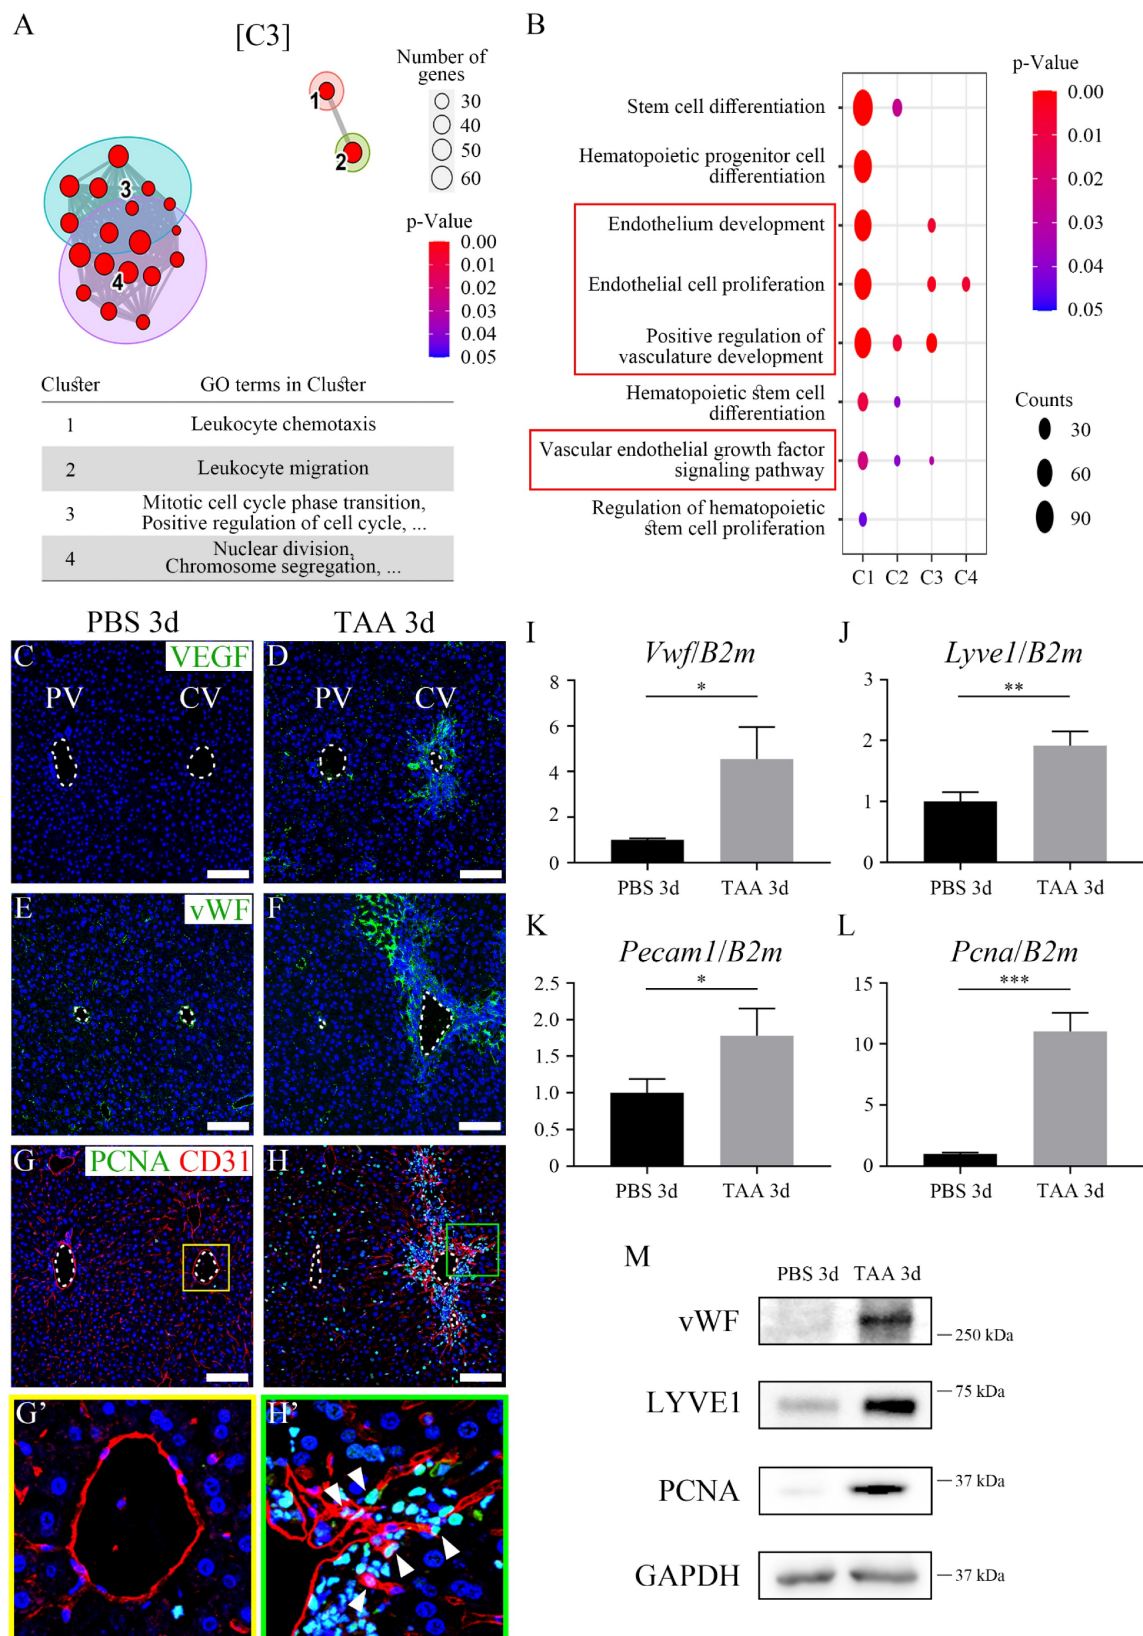 A
[C3]
Number of
genes
30
40
50
60
1
2
3
4
p-Value
0.00
0.01
0.02
0.03
0.04
0.05
Cluster GO terms in Cluster
1 Leukocyte chemotaxis
2 Leukocyte migration
3 Mitotic cell cycle phase transition,
Positive regulation of cell cycle, ...
4 Nuclear division,
Chromosome segregation, ...
B
Stem cell differentiation
Hematopoietic progenitor cell
differentiation
Endothelium development
Endothelial cell proliferation
Positive regulation of
vasculature development
Hematopoietic stem cell
differentiation
Vascular endothelial growth factor
signaling pathway
Regulation of hematopoietic
stem cell proliferation
C1 C2 C3 C4
p-Value
0.00
0.01
0.02
0.03
0.04
0.05
Counts
30
60
90
PBS 3d TAA 3d
C VEGF D
PV CV PV CV
E vWF F
G PCNA CD31 H
G' H'
I
Vwf/B2m
*
8
6
4
2
0
PBS 3d TAA 3d
J
Lyve1/B2m
**
3
2
1
0
PBS 3d TAA 3d
K
Pecam1/B2m
*
2.5
2.0
1.5
1.0
0.5
0
PBS 3d TAA 3d
L
Pcna/B2m
***
15
10
5
0
PBS 3d TAA 3d
M
PBS 3d TAA 3d
vWF 250 kDa
LYVE1 75 kDa
PCNA 37 kDa
GAPDH 37 kDa